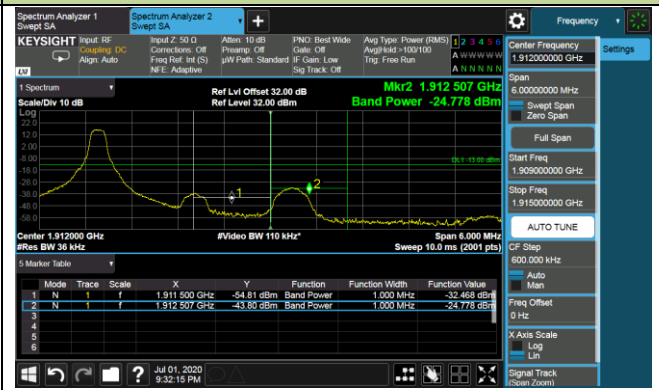 Spectrum Analyzer 1
Swept SA
Spectrum Analyzer 2
Swept SA
+
Frequency
KEYSIGHT
Input: RF
Coupling: DC
Align: Auto
Input Z: 50 Ω
Corrections: Off
Freq Ref: Int (S)
NFE: Adaptive
Atten: 10 dB
Preamp: Off
µW Path: Standard
PNO: Best Wide
Gate: Off
IF Gain: Low
Sig Track: Off
Avg Type: Power (RMS)
Avg|Hold:>100/100
Trig: Free Run
1 2 3 4 5 6
A W W W W W
A N N N N N
LXI
Center Frequency
1.912000000 GHz
Settings
Span
6.00000000 MHz
Swept Span
Zero Span
Full Span
Start Freq
1.909000000 GHz
Stop Freq
1.915000000 GHz
AUTO TUNE
CF Step
600.000 kHz
Auto
Man
Freq Offset
0 Hz
X Axis Scale
Log
Lin
Signal Track
(Span Zoom)
1 Spectrum
Scale/Div 10 dB
Log
Ref Lvl Offset 32.00 dB
Ref Level 32.00 dBm
Mkr2 1.912 507 GHz
Band Power -24.778 dBm
22.0
12.0
2.00
-8.00
-18.0
-28.0
-38.0
-48.0
-58.0
DL1 -13.00 dBm
1
2
Center 1.912000 GHz
#Res BW 36 kHz
#Video BW 110 kHz*
Span 6.000 MHz
Sweep 10.0 ms (2001 pts)
5 Marker Table
Mode Trace Scale X Y Function Function Width Function Value
1 N 1 f 1.911 500 GHz -54.81 dBm Band Power 1.000 MHz -32.468 dBm
2 N 1 f 1.912 507 GHz -43.80 dBm Band Power 1.000 MHz -24.778 dBm
3
4
5
6
?
Jul 01, 2020
9:32:15 PM